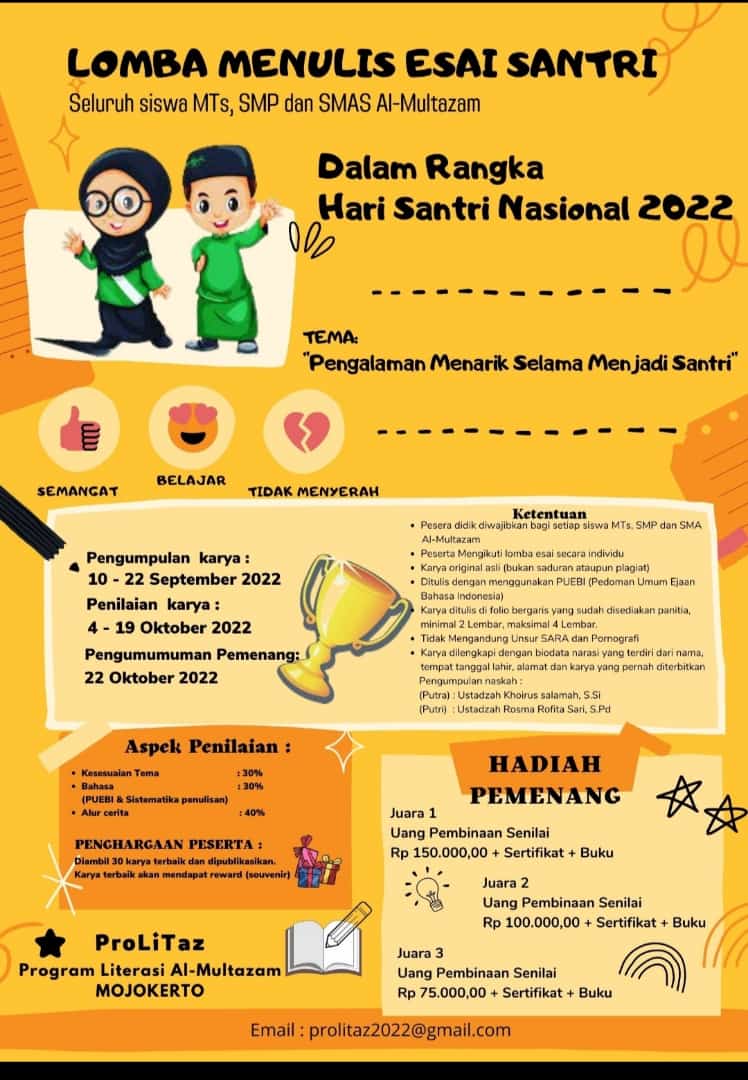 LOMBA MENULIS ESAI SANTRI
Seluruh siswa MTs, SMP dan SMAS Al-Multazam
Dalam Rangka
Hari Santri Nasional 2022
TEMA:
"Pengalaman Menarik Selama Menjadi Santri"
SEMANGAT
BELAJAR
TIDAK MENYERAH
Pengumpulan karya :
10 - 22 September 2022
Penilaian karya :
4 - 19 Oktober 2022
Pengumumuman Pemenang:
22 Oktober 2022
Ketentuan
• Pesera didik diwajibkan bagi setiap siswa MTs, SMP dan SMA
Al-Multazam
• Peserta Mengikuti lomba esai secara individu
• Karya original asli (bukan saduran ataupun plagiat)
• Ditulis dengan menggunakan PUEBI (Pedoman Umum Ejaan
Bahasa Indonesia)
• Karya ditulis di folio bergaris yang sudah disediakan panitia,
minimal 2 Lembar, maksimal 4 Lembar.
• Tidak Mengandung Unsur SARA dan Pornografi
• Karya dilengkapi dengan biodata narasi yang terdiri dari nama,
tempat tanggal lahir, alamat dan karya yang pernah diterbitkan
Pengumpulan naskah :
(Putra) : Ustadzah Khoirus salamah, S.Si
(Putri) : Ustadzah Rosma Rofita Sari, S.Pd
Aspek Penilaian :
• Kesesuaian Tema : 30%
• Bahasa : 30%
(PUEBI & Sistematika penulisan)
• Alur cerita : 40%
PENGHARGAAN PESERTA :
Diambil 30 karya terbaik dan dipublikasikan.
Karya terbaik akan mendapat reward (souvenir)
HADIAH
PEMENANG
Juara 1
Uang Pembinaan Senilai
Rp 150.000,00 + Sertifikat + Buku
Juara 2
Uang Pembinaan Senilai
Rp 100.000,00 + Sertifikat + Buku
Juara 3
Uang Pembinaan Senilai
Rp 75.000,00 + Sertifikat + Buku
ProLiTaz
Program Literasi Al-Multazam
MOJOKERTO
Email : prolitaz2022@gmail.com